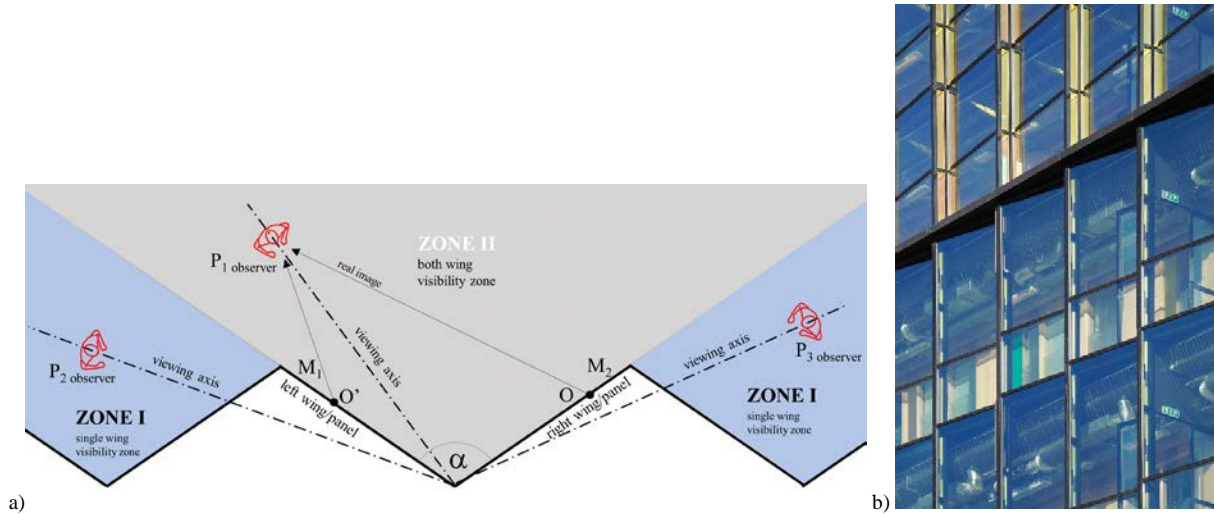 ZONE II
both wing
visibility zone
P1 observer
real image
viewing axis
P2 observer
viewing axis
ZONE I
single wing
visibility zone
M1
O'
left wing/panel
α
M2
O
right wing/panel
viewing axis
P3 observer
ZONE I
single wing
visibility zone
a)
b)